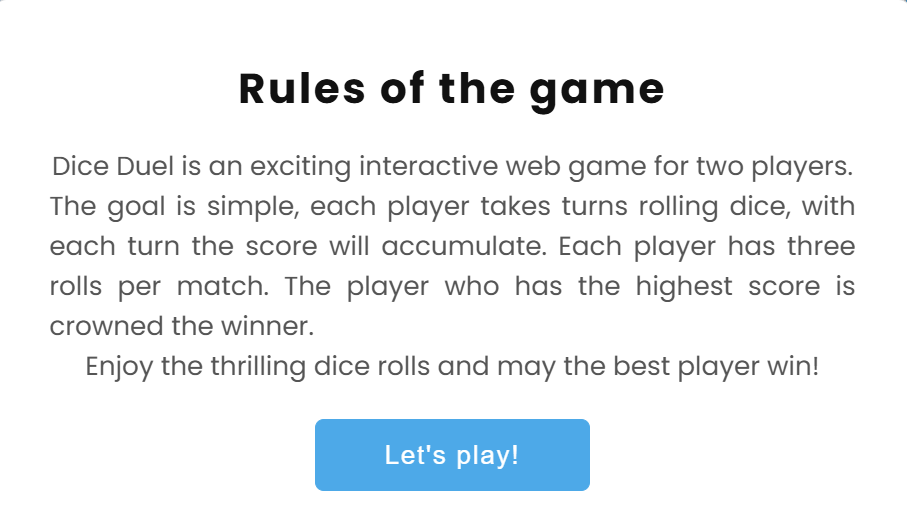 Rules of the game
Dice Duel is an exciting interactive web game for two players.
The goal is simple, each player takes turns rolling dice, with
each turn the score will accumulate. Each player has three
rolls per match. The player who has the highest score is
crowned the winner.
Enjoy the thrilling dice rolls and may the best player win!
Let's play!